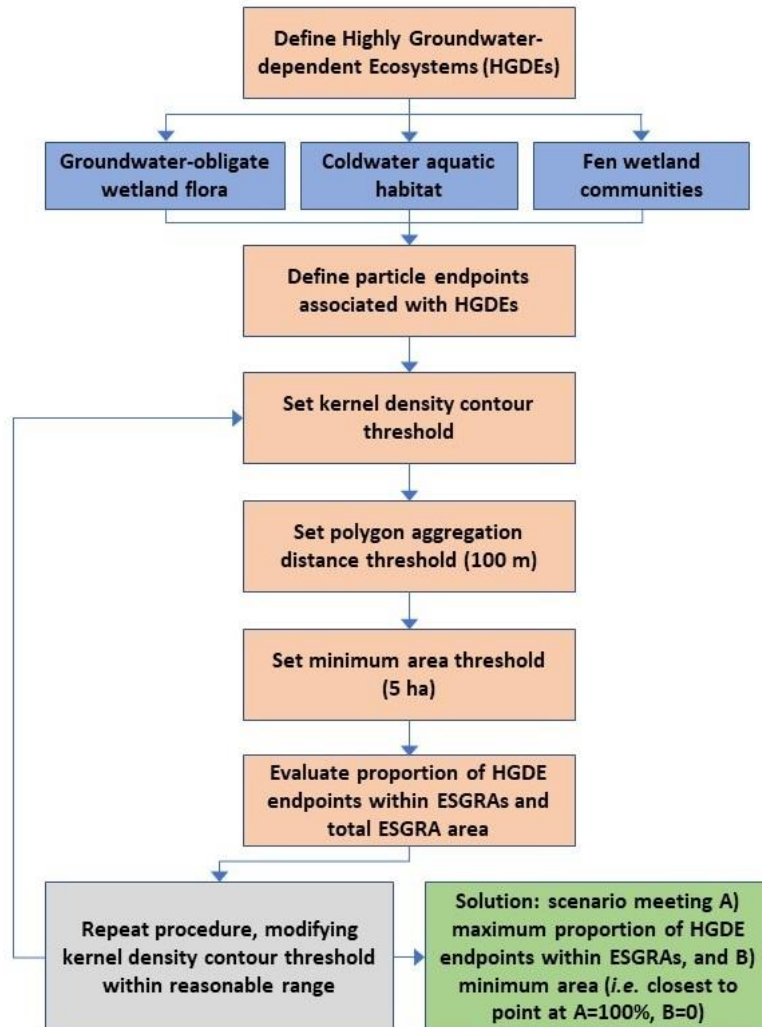 Define Highly Groundwater-
dependent Ecosystems (HGDEs)
Groundwater-obligate
wetland flora
Coldwater aquatic
habitat
Fen wetland
communities
Define particle endpoints
associated with HGDEs
Set kernel density contour
threshold
Set polygon aggregation
distance threshold (100 m)
Set minimum area threshold
(5 ha)
Evaluate proportion of HGDE
endpoints within ESGRAs and
total ESGRA area
Repeat procedure, modifying
kernel density contour threshold
within reasonable range
Solution: scenario meeting A)
maximum proportion of HGDE
endpoints within ESGRAs, and B)
minimum area (i.e. closest to
point at A=100%, B=0)